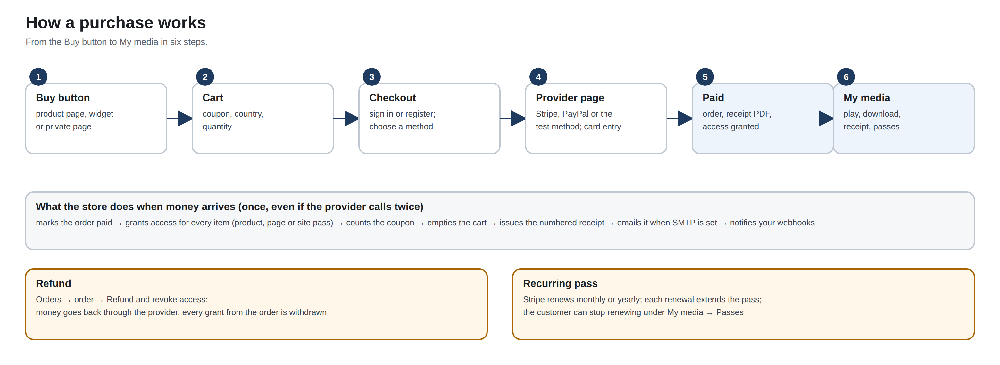 How a purchase works
From the Buy button to My media in six steps.
1
Buy button
product page, widget
or private page
2
Cart
coupon, country,
quantity
3
Checkout
sign in or register;
choose a method
4
Provider page
Stripe, PayPal or the
test method; card entry
5
Paid
order, receipt PDF,
access granted
6
My media
play, download,
receipt, passes
What the store does when money arrives (once, even if the provider calls twice)
marks the order paid → grants access for every item (product, page or site pass) → counts the coupon → empties the cart → issues the numbered receipt → emails it when SMTP is set → notifies your webhooks
Refund
Orders → order → Refund and revoke access:
money goes back through the provider, every grant from the order is withdrawn
Recurring pass
Stripe renews monthly or yearly; each renewal extends the pass;
the customer can stop renewing under My media → Passes